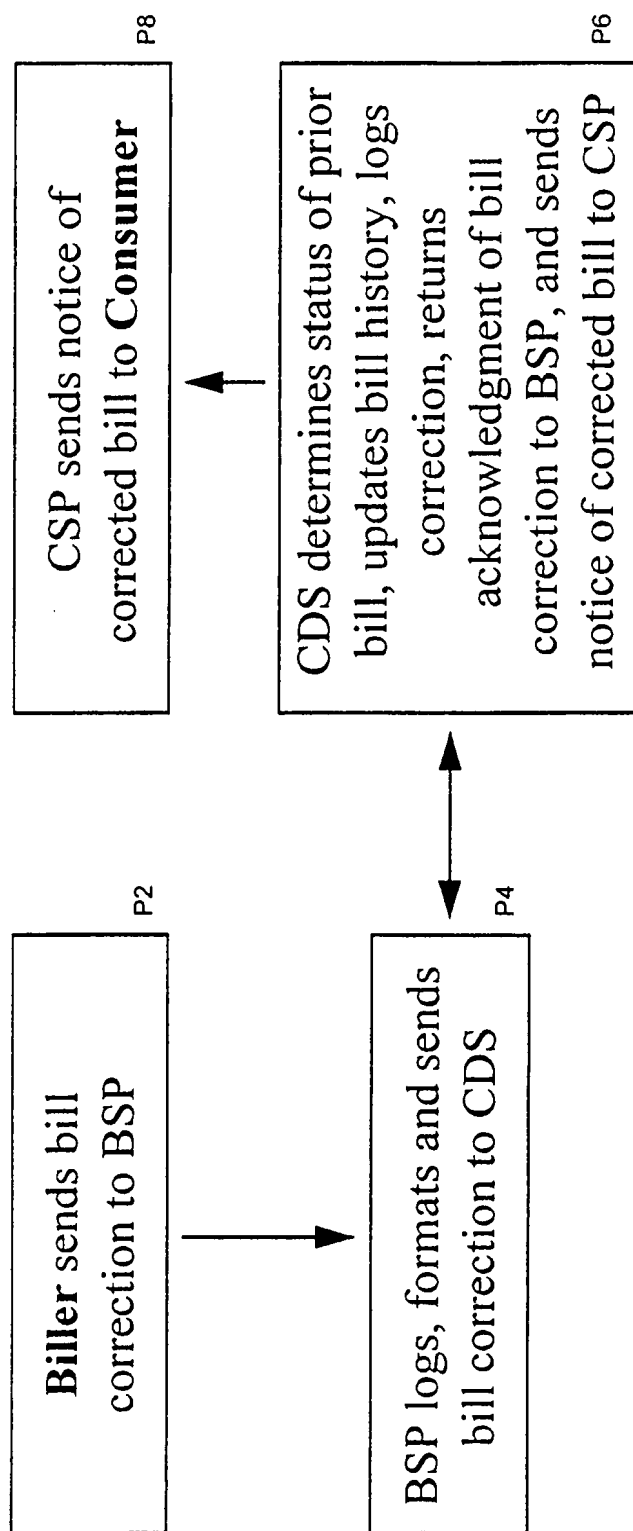 Biller sends bill
correction to BSP
P2
BSP logs, formats and sends
bill correction to CDS
P4
CDS determines status of prior
bill, updates bill history, logs
correction, returns
acknowledgment of bill
correction to BSP, and sends
notice of corrected bill to CSP
P6
CSP sends notice of
corrected bill to Consumer
P8